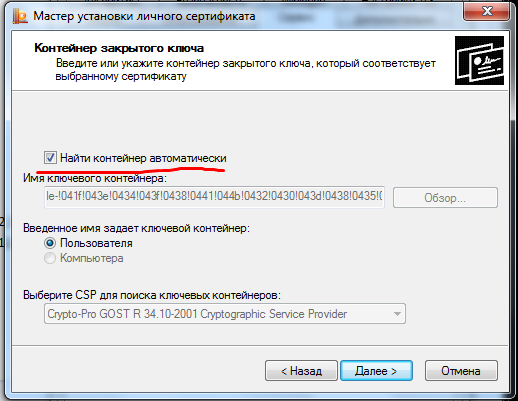 Мастер установки личного сертификата
Контейнер закрытого ключа
Введите или укажите контейнер закрытого ключа, который соответствует
выбранному сертификату
Найти контейнер автоматически
Имя ключевого контейнера:
le-!041f!043e!0434!043f!0438!0441!044b!0432!0430!043d!0438!0435!
Обзор...
Введенное имя задает ключевой контейнер:
Пользователя
Компьютера
Выберите CSP для поиска ключевых контейнеров:
Crypto-Pro GOST R 34.10-2001 Cryptographic Service Provider
< Назад
Далее >
Отмена